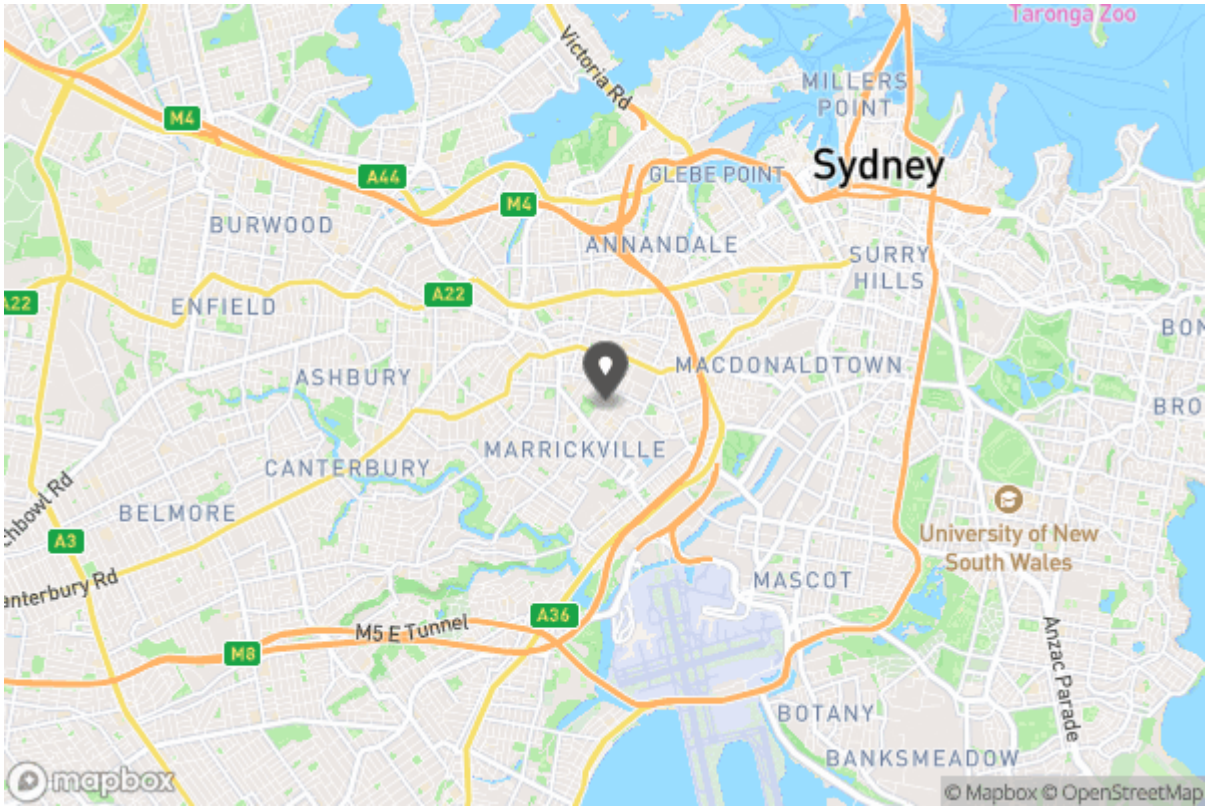 Taronga Zoo
Victoria Rd
MILLERS
POINT
M4
Sydney
A44
GLEBE POINT
M4
BURWOOD
ANNANDALE
SURRY
HILLS
A22
A22
ENFIELD
BON
MACDONALDTOWN
ASHBURY
BRO
MARRICKVILLE
CANTERBURY
chbowl Rd
BELMORE
University of New
South Wales
A3
MASCOT
anterbury Rd
A36
M5 E Tunnel
M8
Anzac Parade
BOTANY
BANKSMEADOW
mapbox
© Mapbox © OpenStreetMap